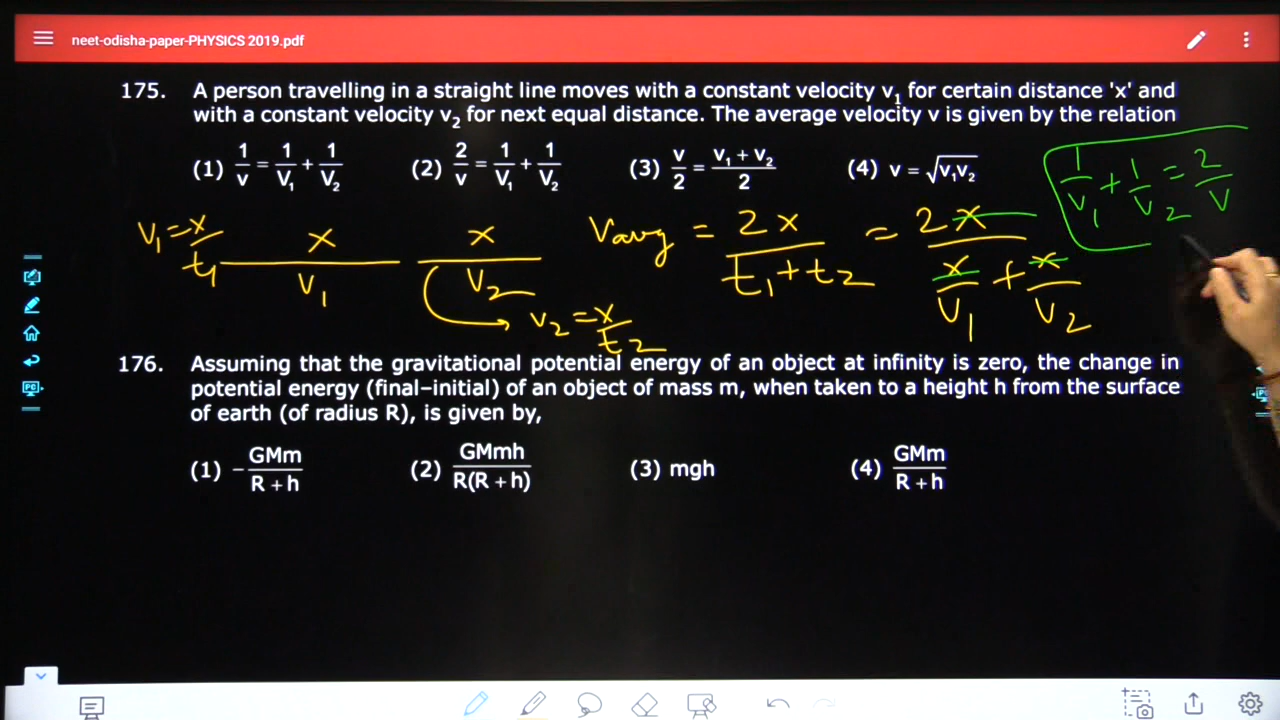 neet-odisha-paper-PHYSICS 2019.pdf
175. A person travelling in a straight line moves with a constant velocity v₁ for certain distance 'x' and
with a constant velocity v₂ for next equal distance. The average velocity v is given by the relation
(1) 1/v = 1/V₁ + 1/V₂ (2) 2/v = 1/V₁ + 1/V₂ (3) v/2 = (v₁ + v₂)/2 (4) v = √(v₁v₂)
1/v₁ + 1/v₂ = 2/v
v₁ = x/t₁ x/v₁ x/v₂ Vavg = 2x/(t₁ + t₂) = 2x/(x/v₁ + x/v₂)
v₂ = x/t₂
176. Assuming that the gravitational potential energy of an object at infinity is zero, the change in
potential energy (final–initial) of an object of mass m, when taken to a height h from the surface
of earth (of radius R), is given by,
(1) -GMm/(R + h) (2) GMmh/(R(R + h)) (3) mgh (4) GMm/(R + h)
PC